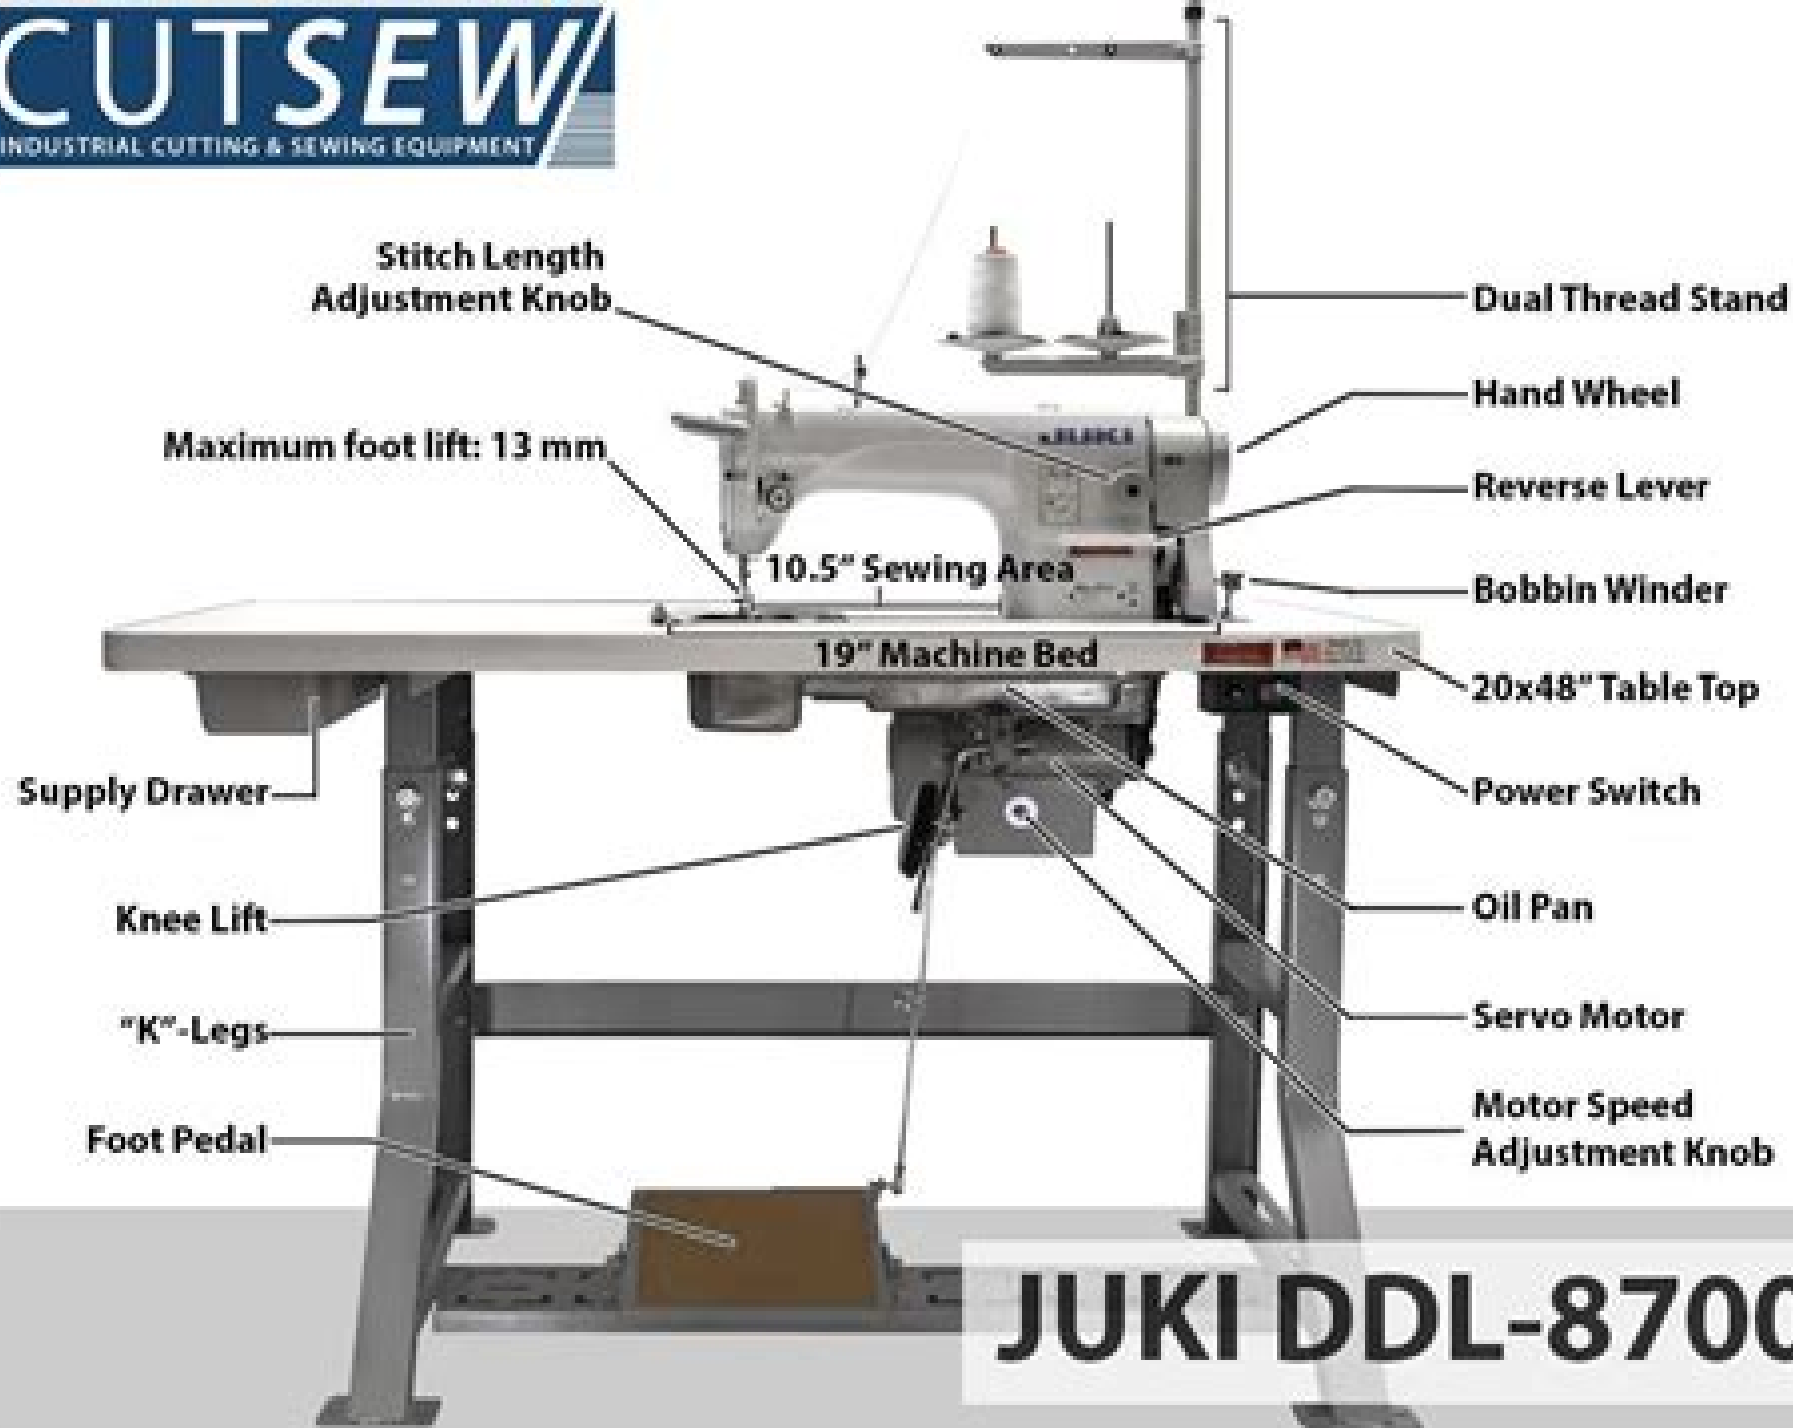 CUTSEW
INDUSTRIAL CUTTING & SEWING EQUIPMENT
Stitch Length
Adjustment Knob
Dual Thread Stand
Hand Wheel
Maximum foot lift: 13 mm
JUKI
Reverse Lever
10.5" Sewing Area
Bobbin Winder
19" Machine Bed
20x48" Table Top
Supply Drawer
Power Switch
Knee Lift
Oil Pan
"K"-Legs
Servo Motor
Foot Pedal
Motor Speed
Adjustment Knob
JUKI DDL-8700